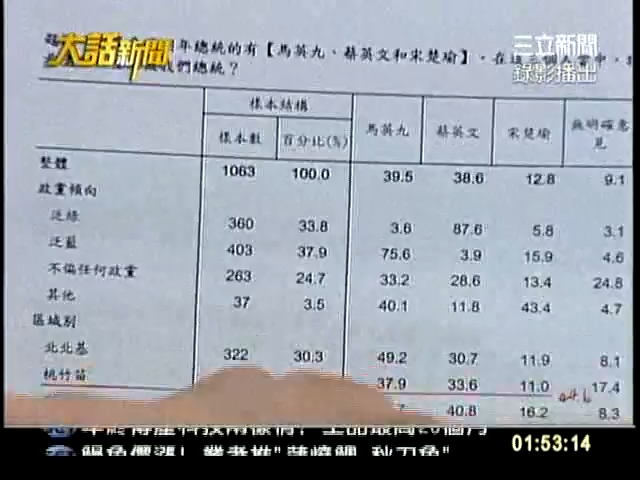 大話新聞
三立新聞
錄影播出
年總統的有【馬英九、蔡英文和宋楚瑜】，在這三個人當中，
我們總統？
樣本結構
樣本數 百分比(%) 馬英九 蔡英文 宋楚瑜 無明確意見
整體 1063 100.0 39.5 38.6 12.8 9.1
政黨傾向
泛綠 360 33.8 3.6 87.6 5.8 3.1
泛藍 403 37.9 75.6 3.9 15.9 4.6
不偏任何政黨 263 24.7 33.2 28.6 13.4 24.8
其他 37 3.5 40.1 11.8 43.4 4.7
區域別
北北基 322 30.3 49.2 30.7 11.9 8.1
桃竹苗 37.9 33.6 11.0 17.4
40.8 16.2 8.3
01:53:14